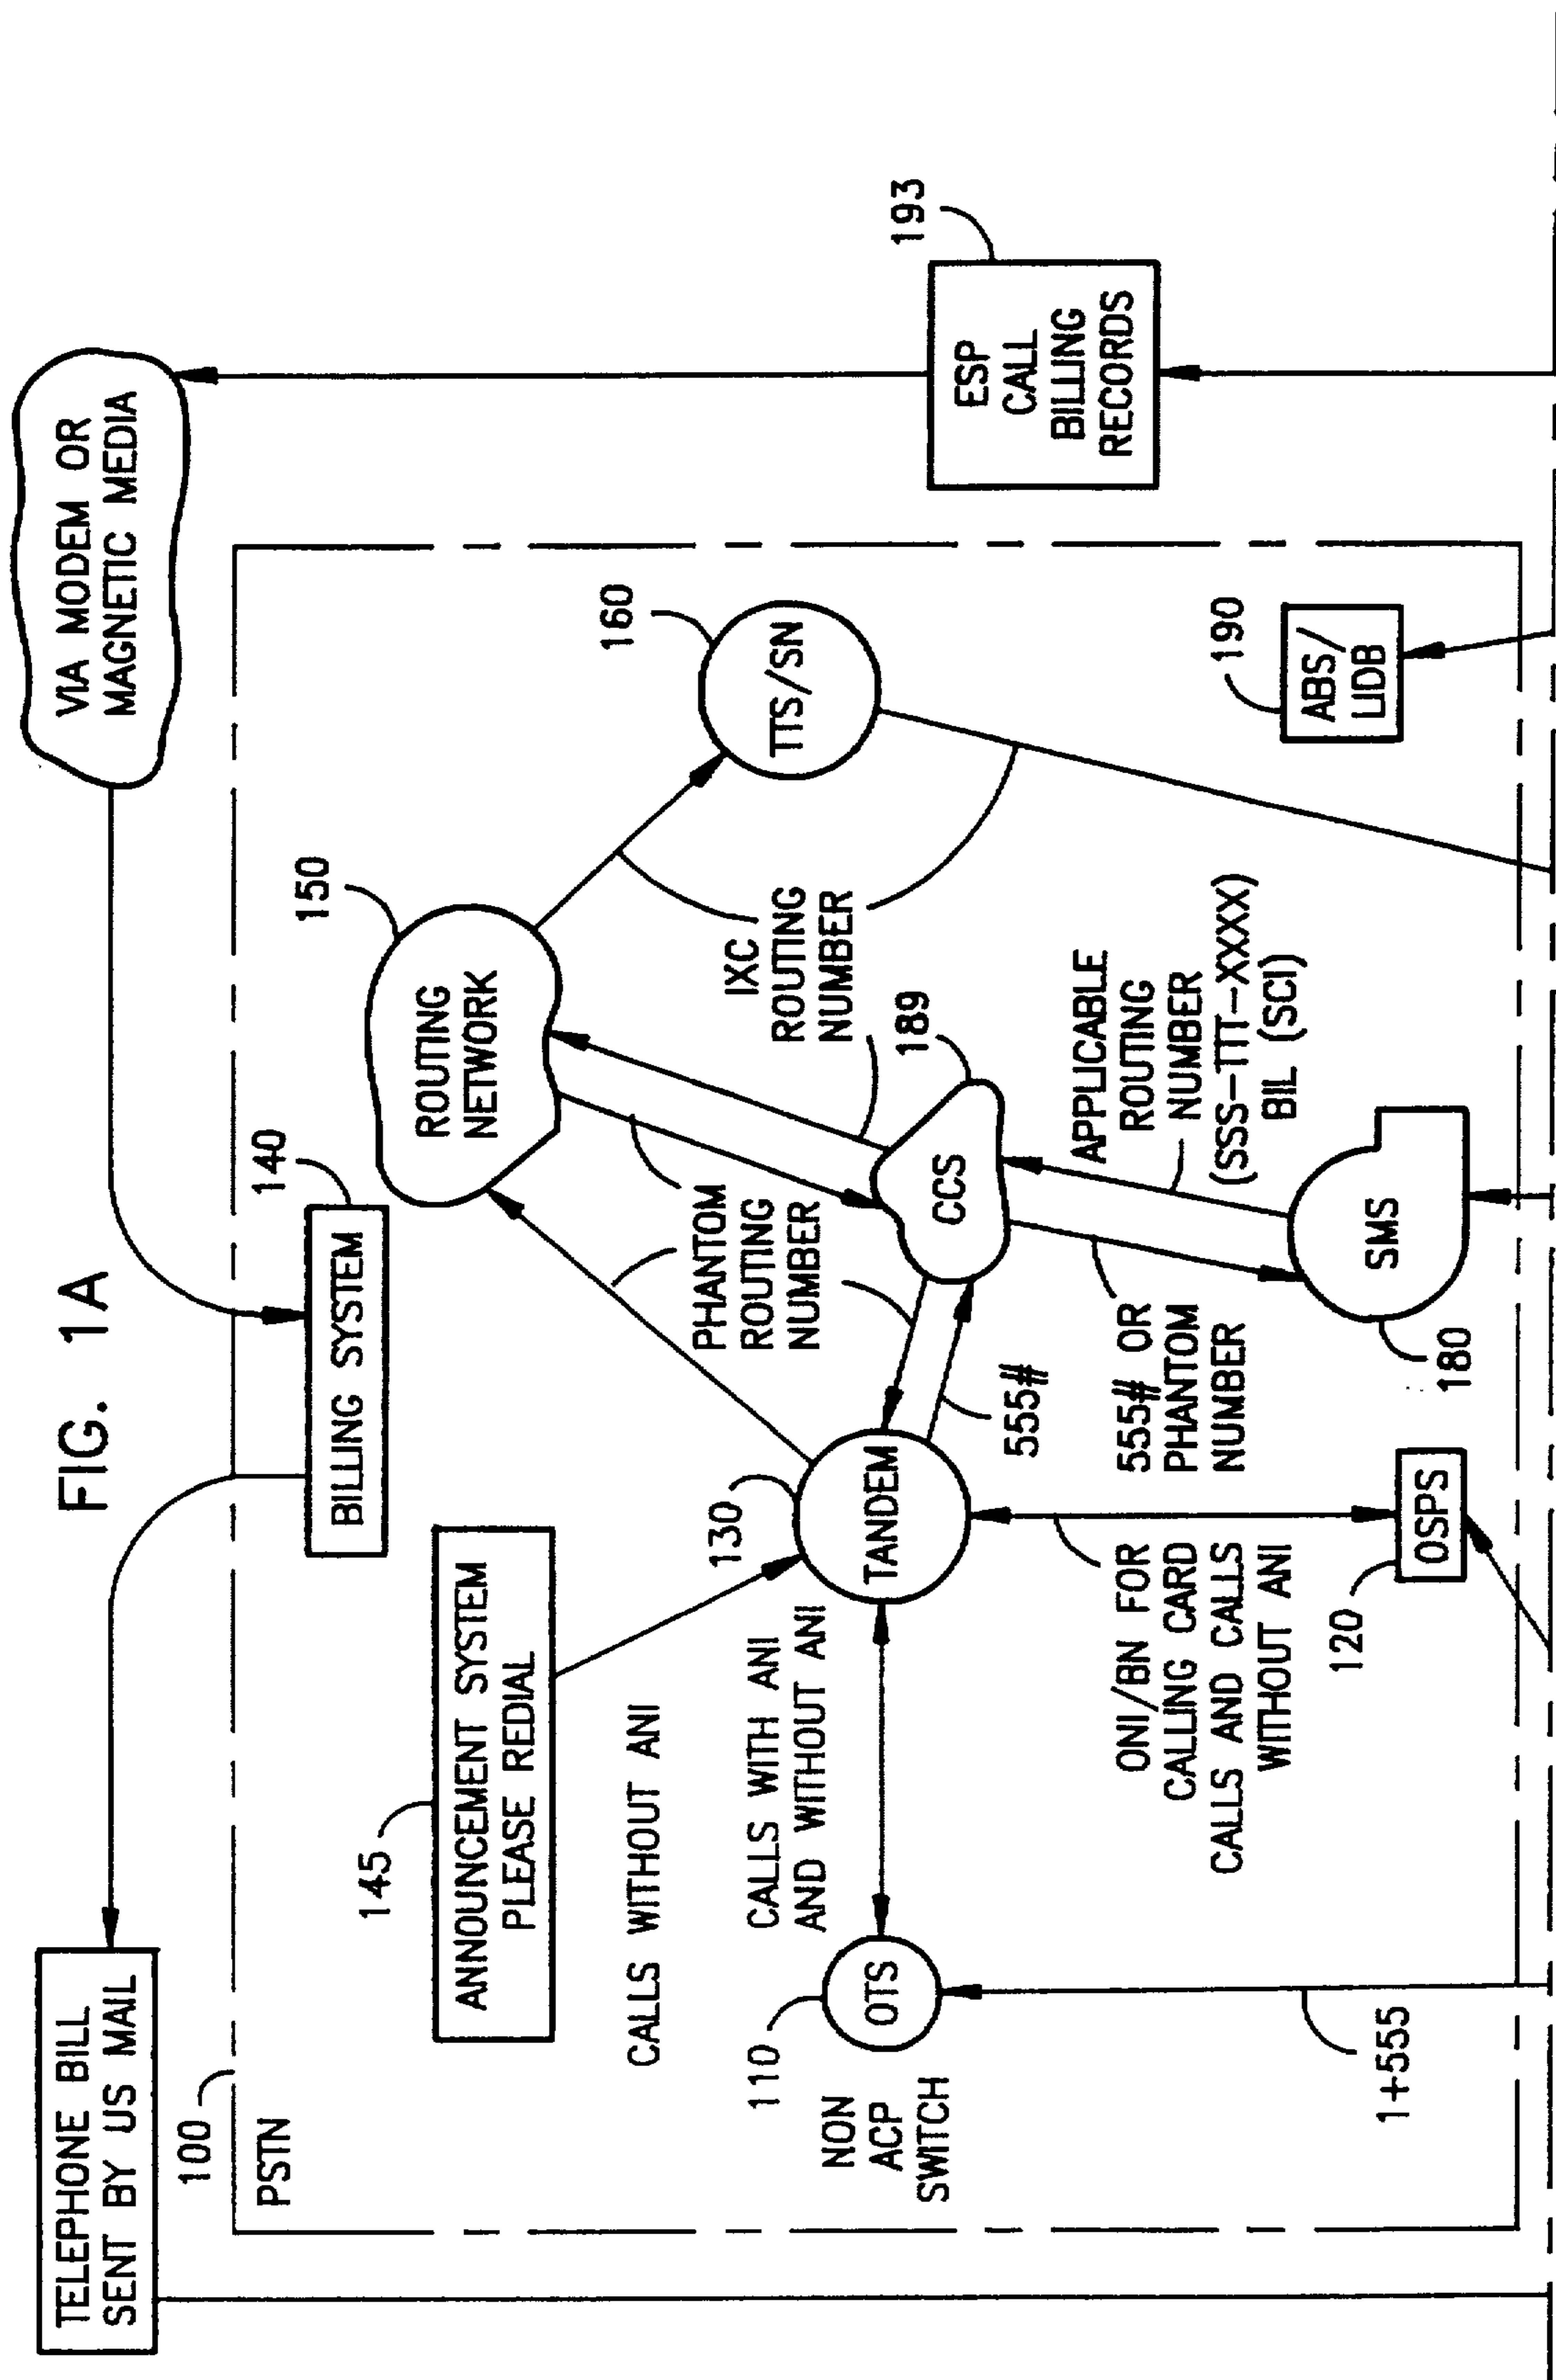 FIG. 1A
TELEPHONE BILL
SENT BY US MAIL
VIA MODEM OR
MAGNETIC MEDIA
100
PSTN
140
BILLING SYSTEM
145
ANNOUNCEMENT SYSTEM
PLEASE REDIAL
150
ROUTING
NETWORK
160
TTS/SN
193
ESP
CALL
BILLING
RECORDS
CALLS WITHOUT ANI
CALLS WITH ANI
AND WITHOUT ANI
130
TANDEM
PHANTOM
ROUTING
NUMBER
IXC
ROUTING
NUMBER
189
CCS
110
OTS
NON
ACP
SWITCH
555#
ONI/BN FOR
CALLING CARD
CALLS AND CALLS
WITHOUT ANI
555# OR
PHANTOM
NUMBER
APPLICABLE
ROUTING
NUMBER
(SSS-TTT-XXXX)
BIL (SCI)
190
ABS/
LIDB
120
OSPS
180
SMS
1+555